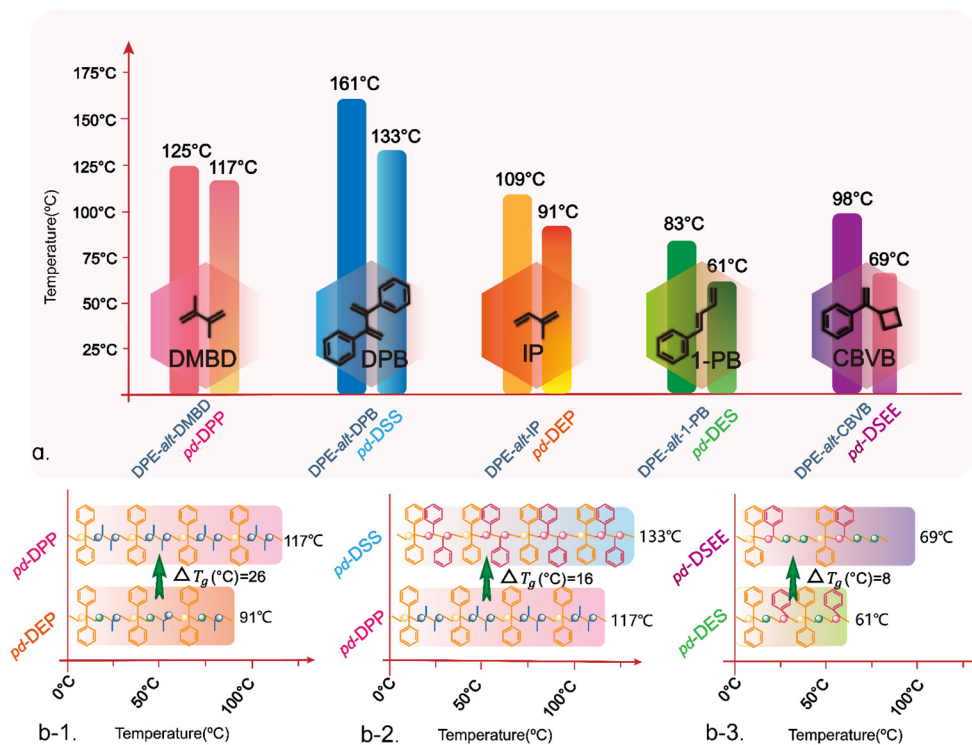 175°C
150°C
125°C
100°C
75°C
50°C
25°C
Temperature(ºC)
125°C
117°C
161°C
133°C
109°C
91°C
83°C
61°C
98°C
69°C
DMBD
DPB
IP
1-PB
CBVB
DPE-alt-DMBD
pd-DPP
DPE-alt-DPB
pd-DSS
DPE-alt-IP
pd-DEP
DPE-alt-1-PB
pd-DES
DPE-alt-CBVB
pd-DSEE
a.
pd-DPP
117℃
△ Tg (°C)=26
pd-DEP
91℃
0°C
50°C
100°C
b-1.
Temperature(ºC)
pd-DSS
133℃
△ Tg (°C)=16
pd-DPP
117℃
0°C
50°C
100°C
b-2.
Temperature(ºC)
pd-DSEE
69℃
△ Tg (°C)=8
pd-DES
61℃
0°C
50°C
100°C
b-3.
Temperature(ºC)